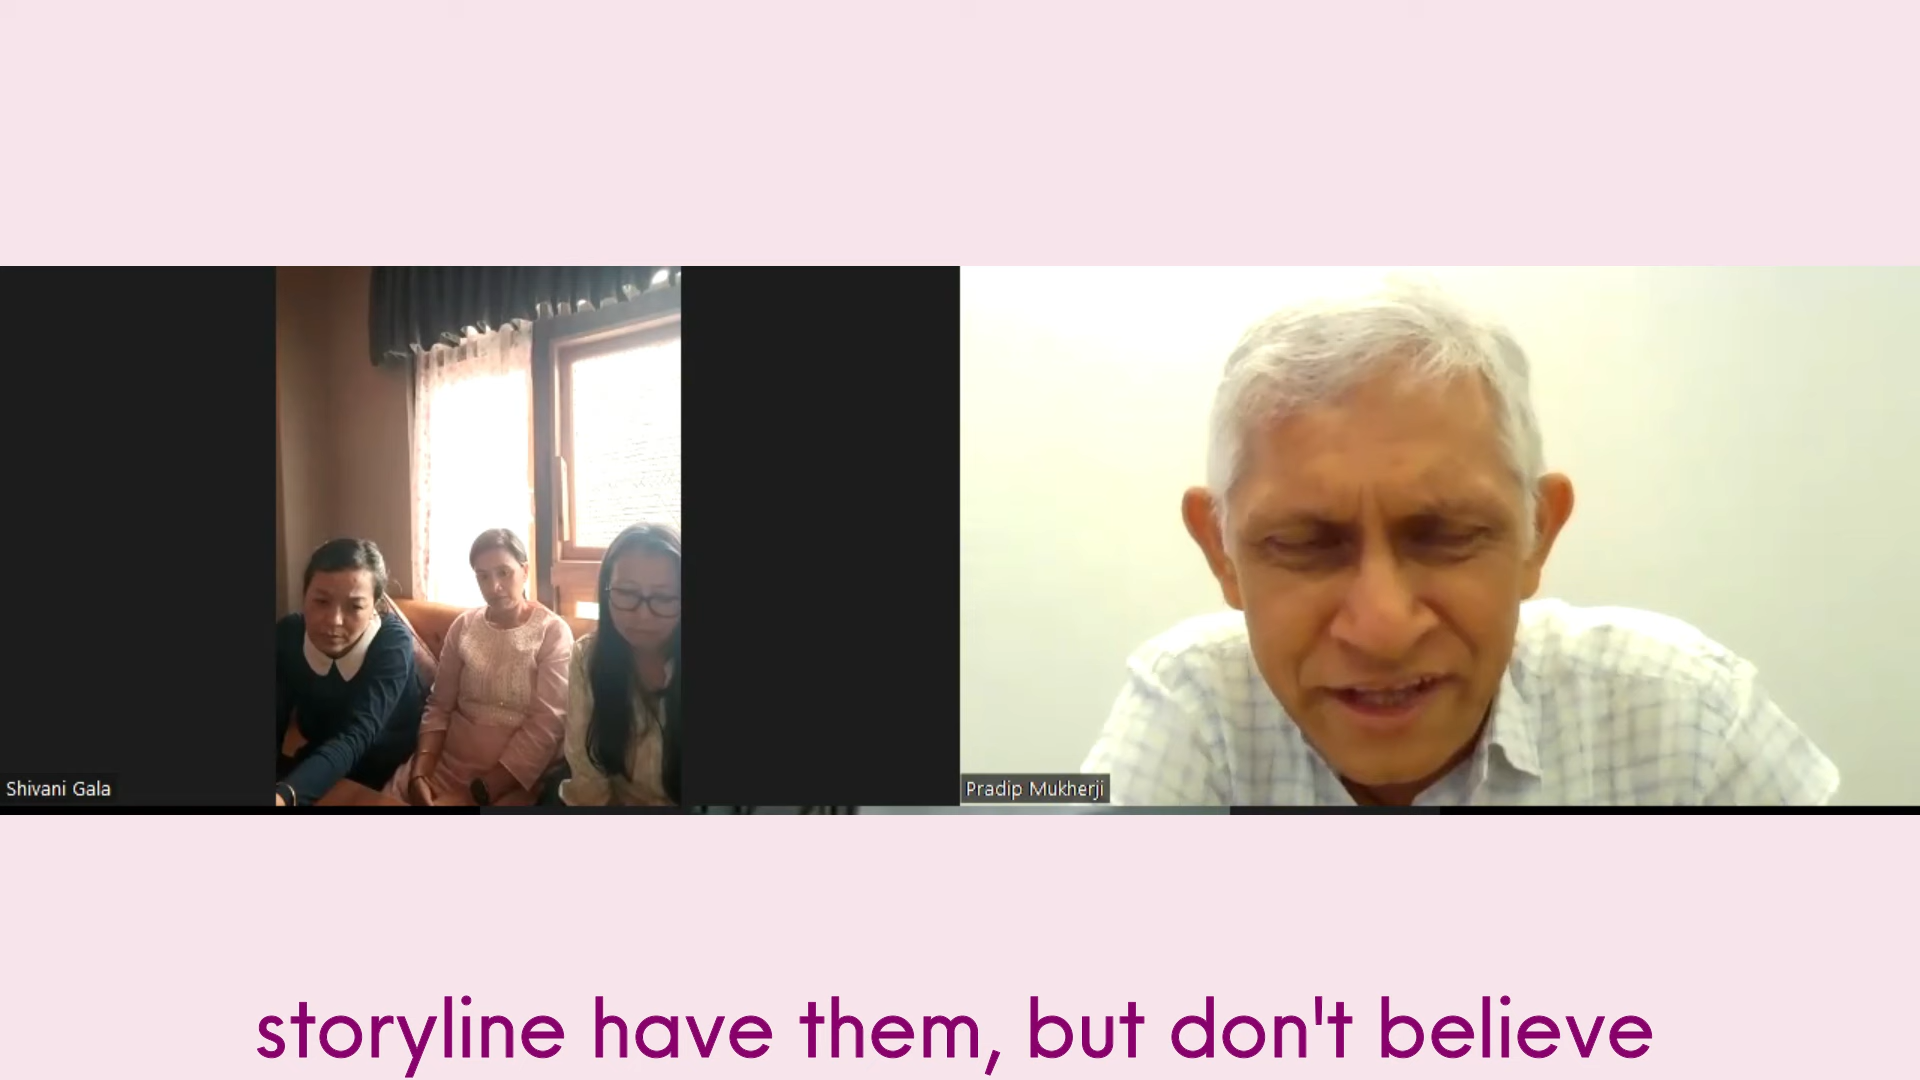 Shivani Gala
Pradip Mukherji
storyline have them, but don't believe